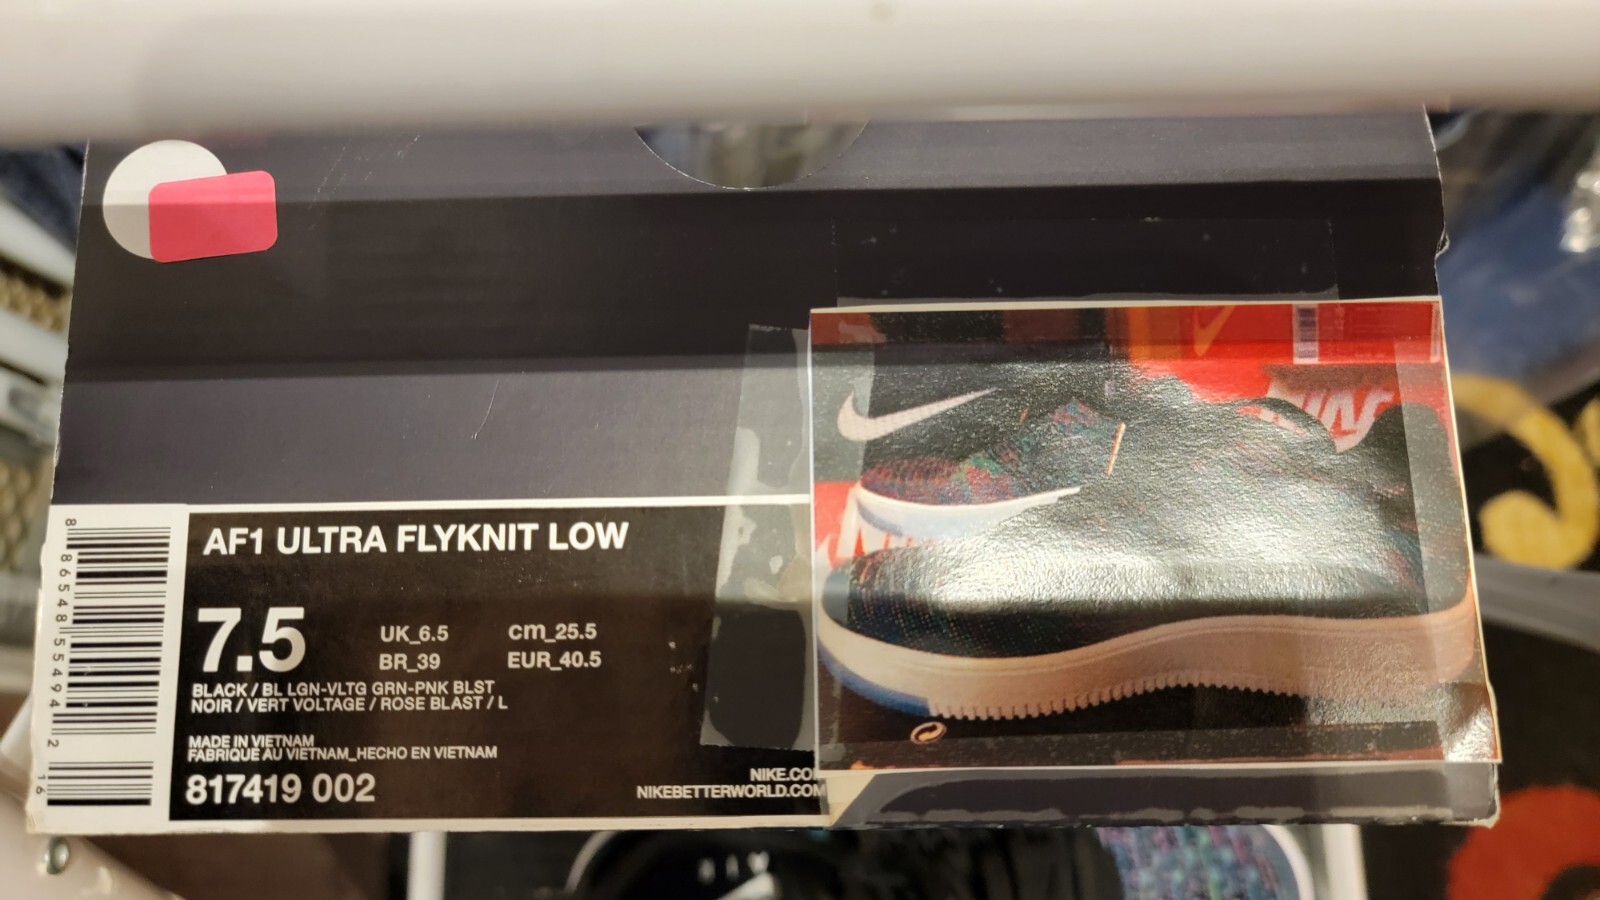 AF1 ULTRA FLYKNIT LOW
7.5
UK_6.5 cm_25.5
BR_39 EUR_40.5
BLACK / BL LGN-VLTG GRN-PNK BLST
NOIR / VERT VOLTAGE / ROSE BLAST / L
MADE IN VIETNAM
FABRIQUE AU VIETNAM_HECHO EN VIETNAM
817419 002
NIKE.CO
NIKEBETTERWORLD.COM
8 86548 55494 2
16